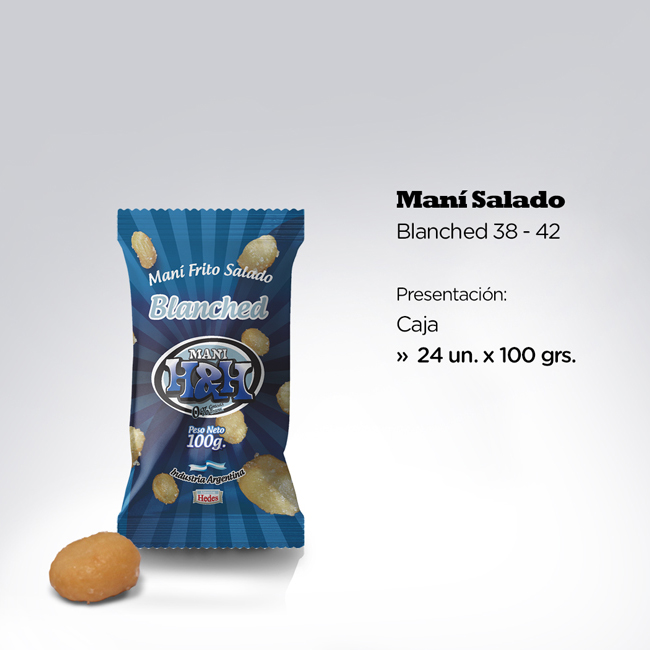 Maní Frito Salado
Blanched
MANI
H&H
Peso Neto
100g.
Industria Argentina
Hedes
Maní Salado
Blanched 38 - 42
Presentación:
Caja
» 24 un. x 100 grs.